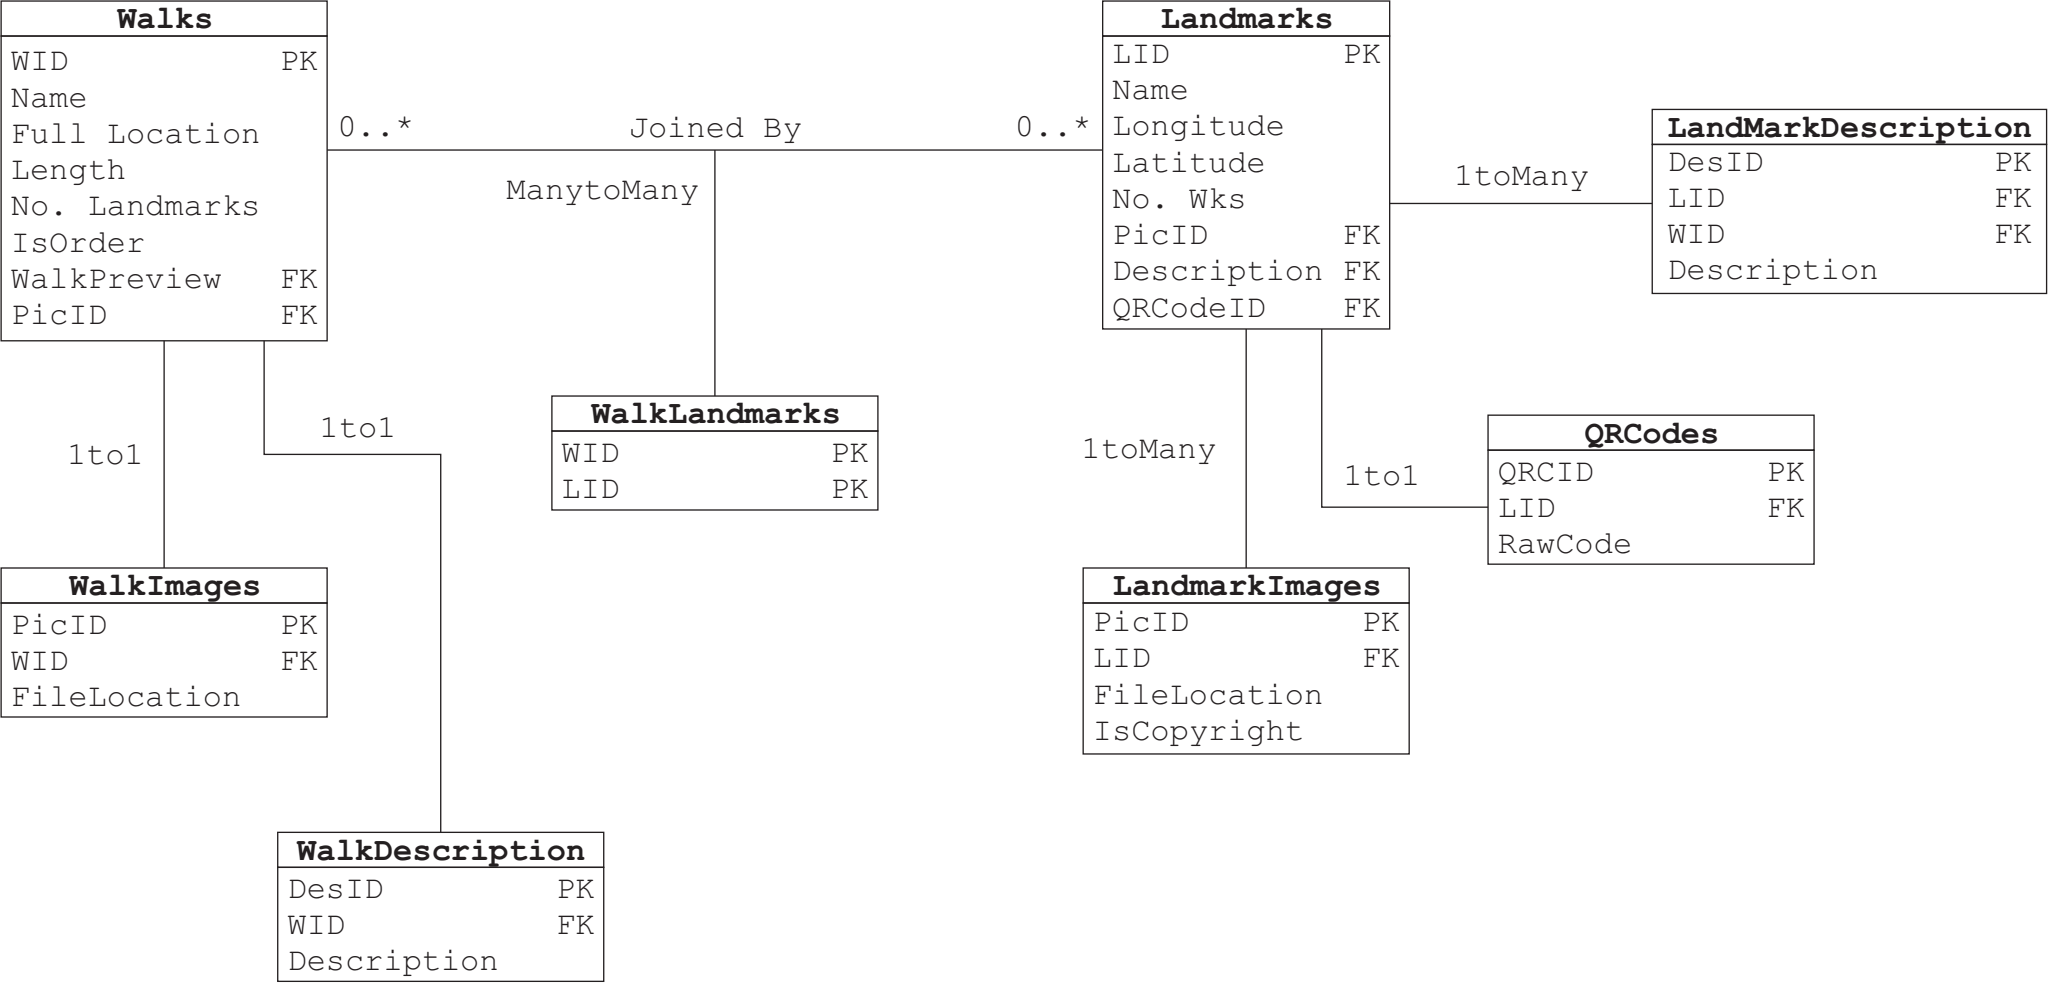 Walks
WID PK
Name
Full Location
Length
No. Landmarks
IsOrder
WalkPreview FK
PicID FK
0..* Joined By 0..*
ManytoMany
Landmarks
LID PK
Name
Longitude
Latitude
No. Wks
PicID FK
Description FK
QRCodeID FK
1toMany
LandMarkDescription
DesID PK
LID FK
WID FK
Description
1to1
1to1
WalkLandmarks
WID PK
LID PK
1toMany
1to1
QRCodes
QRCID PK
LID FK
RawCode
WalkImages
PicID PK
WID FK
FileLocation
LandmarkImages
PicID PK
LID FK
FileLocation
IsCopyright
WalkDescription
DesID PK
WID FK
Description